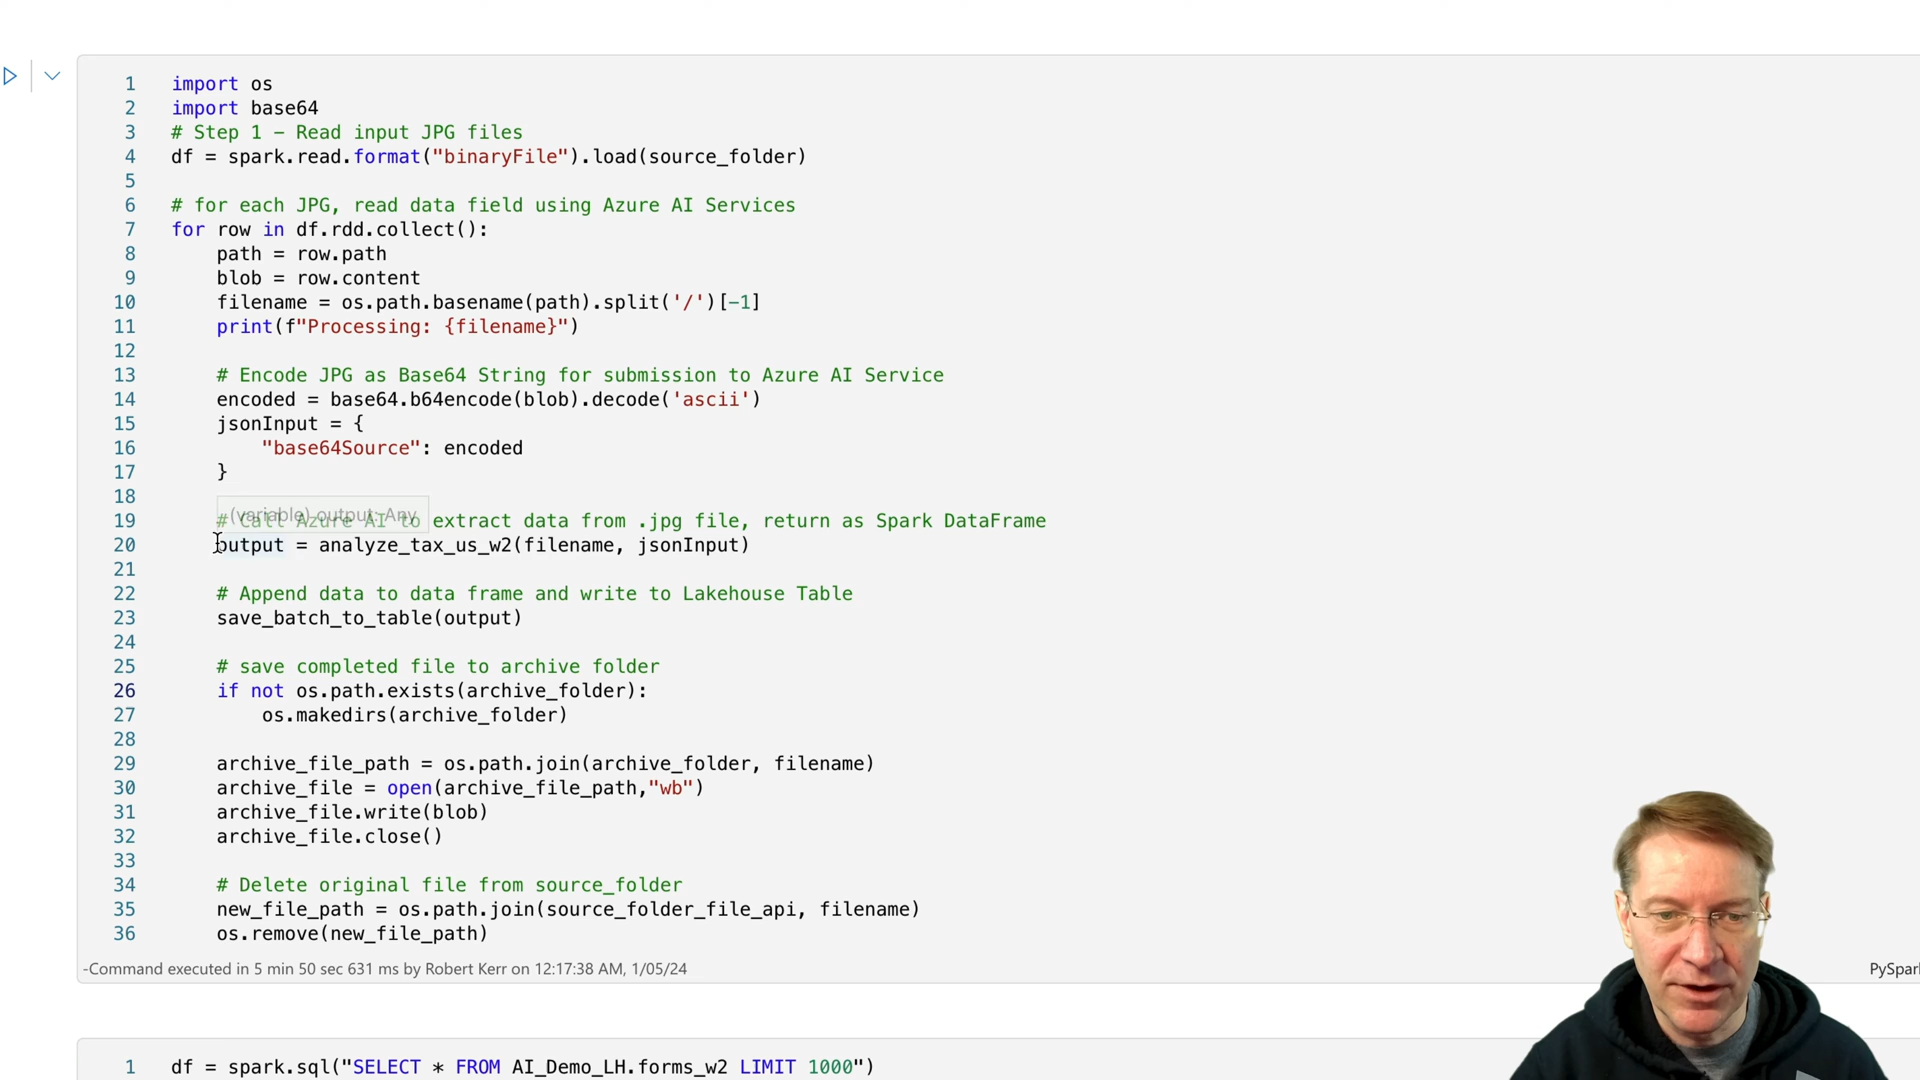 1 import os
2 import base64
3 # Step 1 – Read input JPG files
4 df = spark.read.format("binaryFile").load(source_folder)
5
6 # for each JPG, read data field using Azure AI Services
7 for row in df.rdd.collect():
8 path = row.path
9 blob = row.content
10 filename = os.path.basename(path).split('/')[-1]
11 print(f"Processing: {filename}")
12
13 # Encode JPG as Base64 String for submission to Azure AI Service
14 encoded = base64.b64encode(blob).decode('ascii')
15 jsonInput = {
16 "base64Source": encoded
17 }
18
(variable) output: Any
19 # Call Azure AI to extract data from .jpg file, return as Spark DataFrame
20 output = analyze_tax_us_w2(filename, jsonInput)
21
22 # Append data to data frame and write to Lakehouse Table
23 save_batch_to_table(output)
24
25 # save completed file to archive folder
26 if not os.path.exists(archive_folder):
27 os.makedirs(archive_folder)
28
29 archive_file_path = os.path.join(archive_folder, filename)
30 archive_file = open(archive_file_path,"wb")
31 archive_file.write(blob)
32 archive_file.close()
33
34 # Delete original file from source_folder
35 new_file_path = os.path.join(source_folder_file_api, filename)
36 os.remove(new_file_path)
-Command executed in 5 min 50 sec 631 ms by Robert Kerr on 12:17:38 AM, 1/05/24
PySpark
1 df = spark.sql("SELECT * FROM AI_Demo_LH.forms_w2 LIMIT 1000")